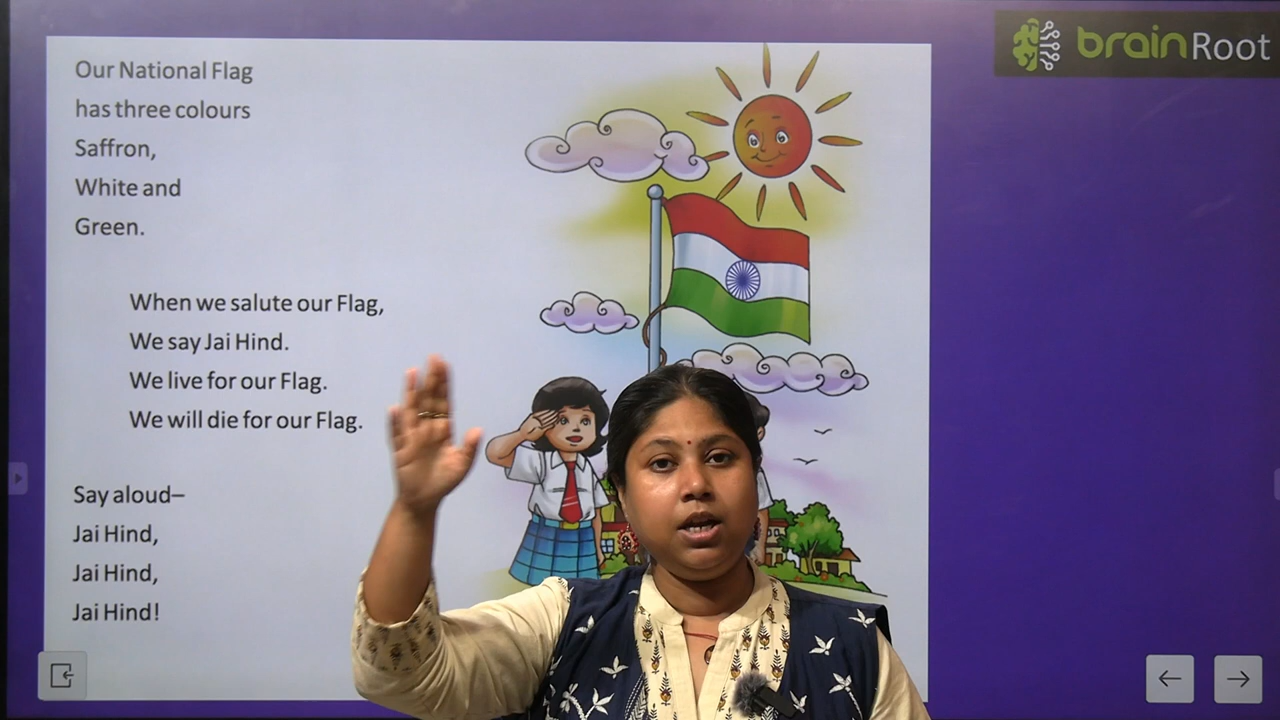 brainRoot
Our National Flag
has three colours
Saffron,
White and
Green.
When we salute our Flag,
We say Jai Hind.
We live for our Flag.
We will die for our Flag.
Say aloud–
Jai Hind,
Jai Hind,
Jai Hind!